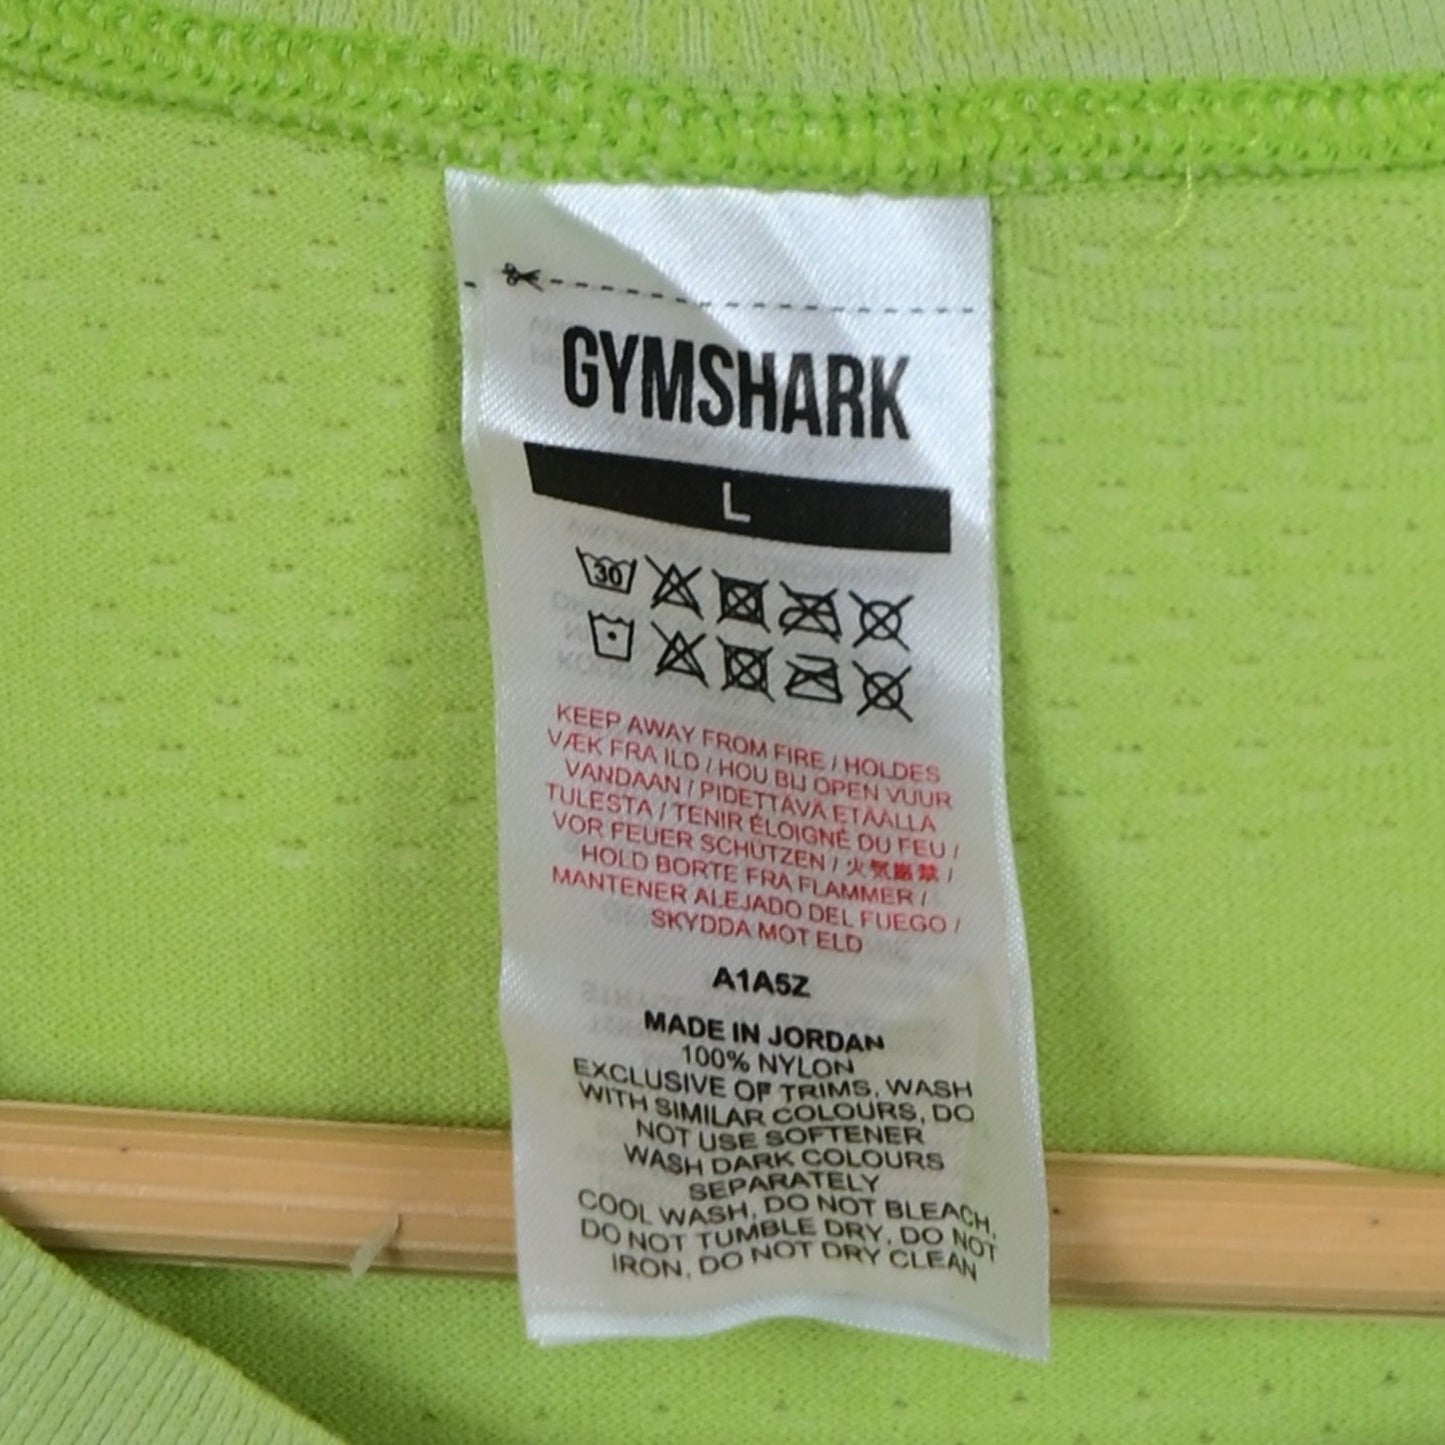 GYMSHARK
L
30
KEEP AWAY FROM FIRE / HOLDES
VÆK FRA ILD / HOU BIJ OPEN VUUR
VANDAAN / PIDETTÄVÄ ETÄÄLLA
TULESTA / TENIR ÉLOIGNÉ DU FEU /
VOR FEUER SCHÜTZEN / 火気厳禁 /
HOLD BORTE FRA FLAMMER /
MANTENER ALEJADO DEL FUEGO /
SKYDDA MOT ELD
A1A5Z
MADE IN JORDAN
100% NYLON
EXCLUSIVE OF TRIMS, WASH
WITH SIMILAR COLOURS, DO
NOT USE SOFTENER
WASH DARK COLOURS
SEPARATELY
COOL WASH, DO NOT BLEACH,
DO NOT TUMBLE DRY, DO NOT
IRON, DO NOT DRY CLEAN